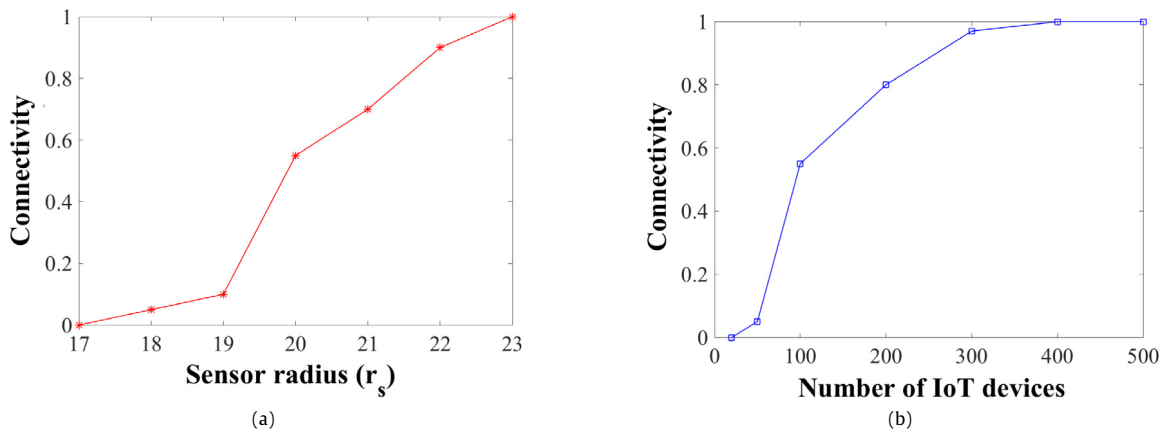 1
0.8
0.6
0.4
0.2
0
Connectivity
17 18 19 20 21 22 23
Sensor radius (r_s)
(a)
1
0.8
0.6
0.4
0.2
0
Connectivity
0 100 200 300 400 500
Number of IoT devices
(b)